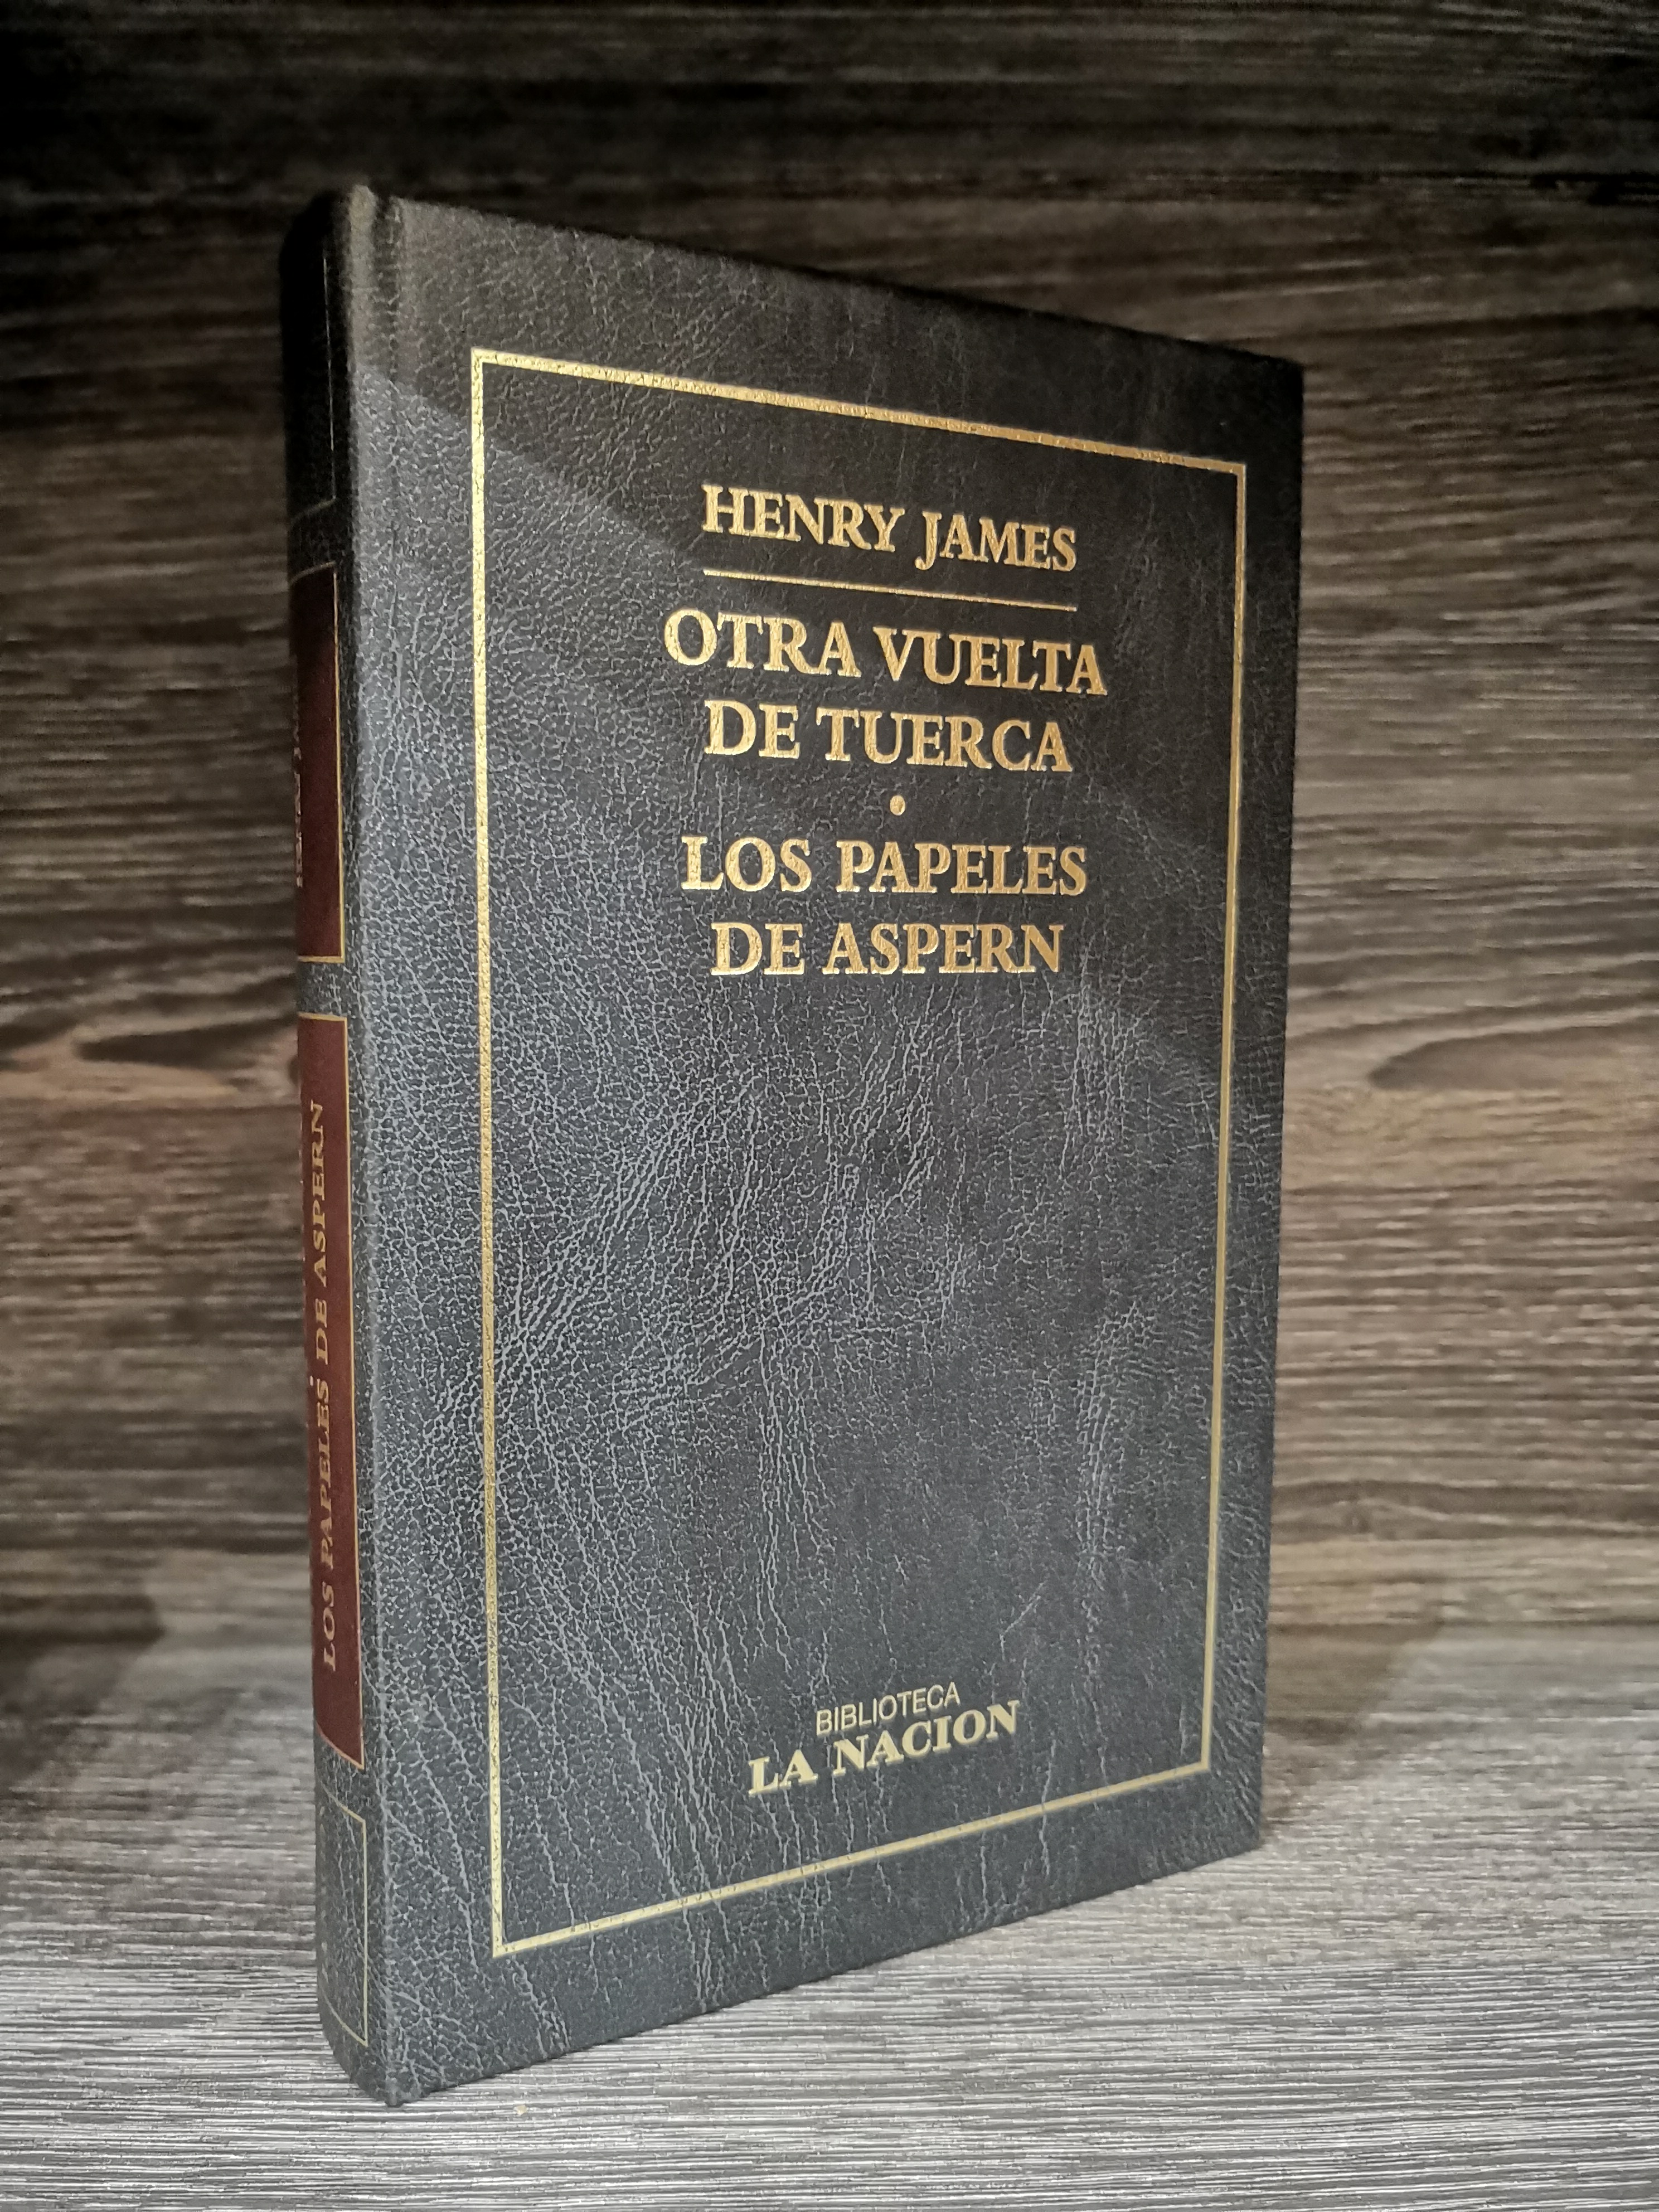 HENRY JAMES
OTRA VUELTA
DE TUERCA
•
LOS PAPELES
DE ASPERN
BIBLIOTECA
LA NACION
LOS PAPELES DE ASPERN